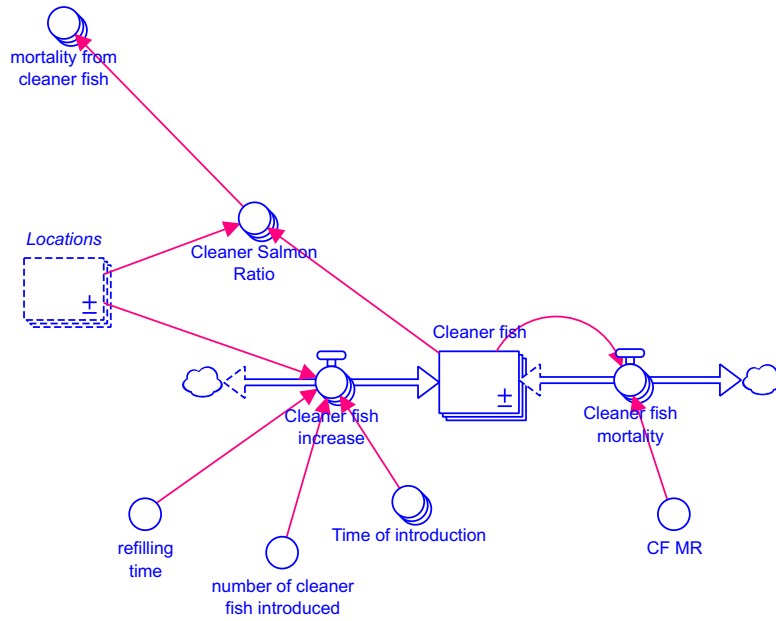 mortality from
cleaner fish
Locations
Cleaner Salmon
Ratio
±
Cleaner fish
±
Cleaner fish
increase
Cleaner fish
mortality
refilling
time
Time of introduction
number of cleaner
fish introduced
CF MR